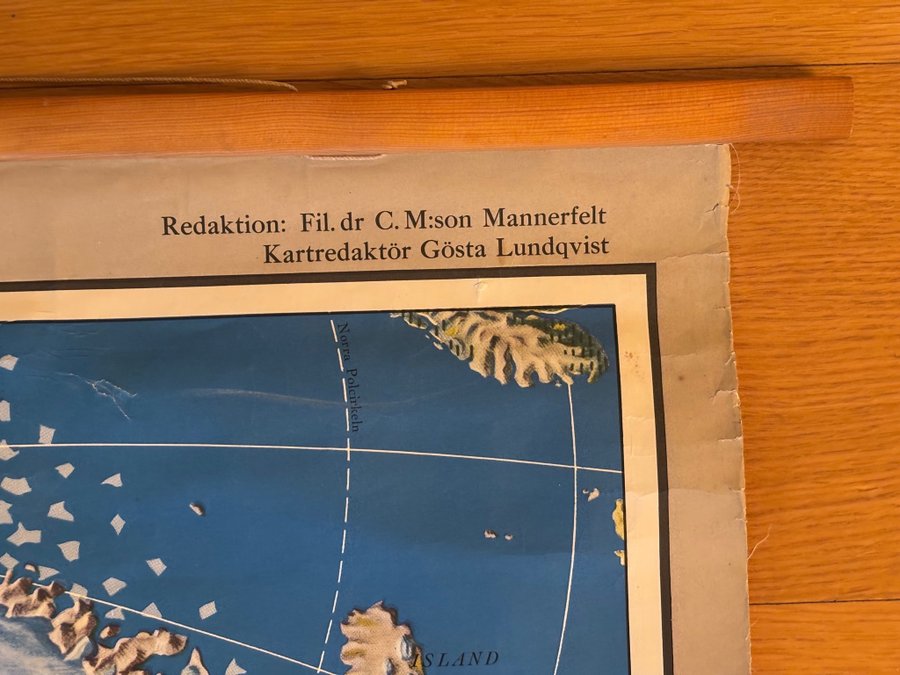 Redaktion: Fil. dr C. M:son Mannerfelt
Kartredaktör Gösta Lundqvist
Norra Polcirkeln
ISLAND